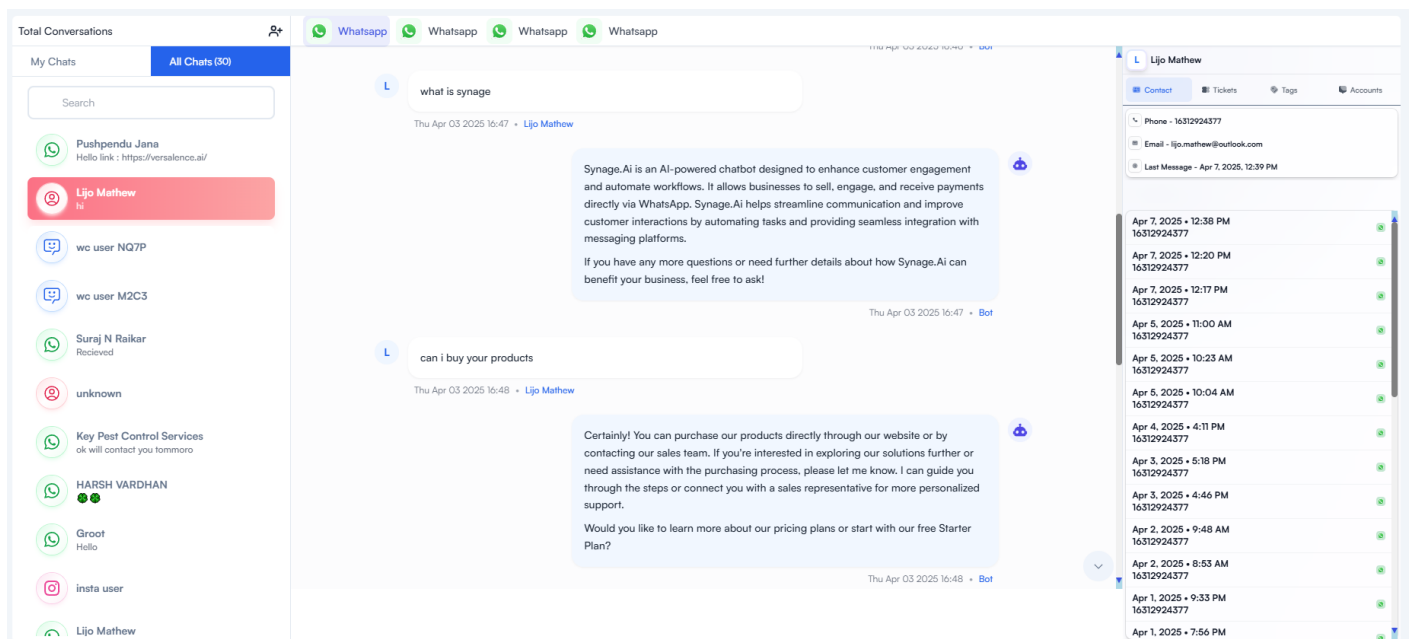 Total Conversations
My Chats
All Chats (30)
Search
Pushpendu Jana
Hello link : https://versalence.ai/
Lijo Mathew
hi
wc user NQ7P
wc user M2C3
Suraj N Raikar
Recieved
unknown
Key Pest Control Services
ok will contact you tommoro
HARSH VARDHAN
Groot
Hello
insta user
Lijo Mathew
Whatsapp
Whatsapp
Whatsapp
Whatsapp
Thu Apr 03 2025 16:46 • Bot
L
what is synage
Thu Apr 03 2025 16:47 • Lijo Mathew
Synage.Ai is an AI-powered chatbot designed to enhance customer engagement
and automate workflows. It allows businesses to sell, engage, and receive payments
directly via WhatsApp. Synage.Ai helps streamline communication and improve
customer interactions by automating tasks and providing seamless integration with
messaging platforms.
If you have any more questions or need further details about how Synage.Ai can
benefit your business, feel free to ask!
Thu Apr 03 2025 16:47 • Bot
L
can i buy your products
Thu Apr 03 2025 16:48 • Lijo Mathew
Certainly! You can purchase our products directly through our website or by
contacting our sales team. If you're interested in exploring our solutions further or
need assistance with the purchasing process, please let me know. I can guide you
through the steps or connect you with a sales representative for more personalized
support.
Would you like to learn more about our pricing plans or start with our free Starter
Plan?
Thu Apr 03 2025 16:48 • Bot
L Lijo Mathew
Contact
Tickets
Tags
Accounts
Phone - 16312924377
Email - lijo.mathew@outlook.com
Last Message - Apr 7, 2025, 12:39 PM
Apr 7, 2025 • 12:38 PM
16312924377
Apr 7, 2025 • 12:20 PM
16312924377
Apr 7, 2025 • 12:17 PM
16312924377
Apr 5, 2025 • 11:00 AM
16312924377
Apr 5, 2025 • 10:23 AM
16312924377
Apr 5, 2025 • 10:04 AM
16312924377
Apr 4, 2025 • 4:11 PM
16312924377
Apr 3, 2025 • 5:18 PM
16312924377
Apr 3, 2025 • 4:46 PM
16312924377
Apr 2, 2025 • 9:48 AM
16312924377
Apr 2, 2025 • 8:53 AM
16312924377
Apr 1, 2025 • 9:33 PM
16312924377
Apr 1, 2025 • 7:56 PM